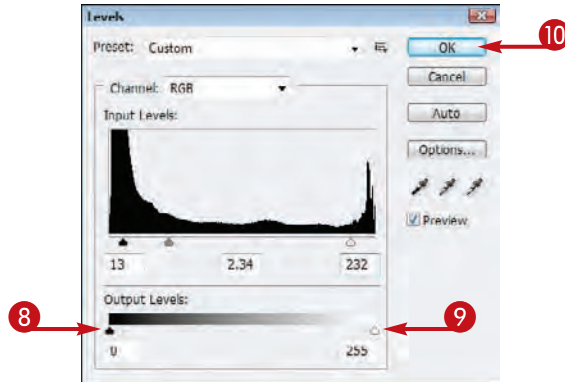 Levels
Preset: Custom
OK
10
Cancel
Channel: RGB
Auto
Input Levels:
Options...
Preview
13 2.34 232
Output Levels:
8
9
0 255